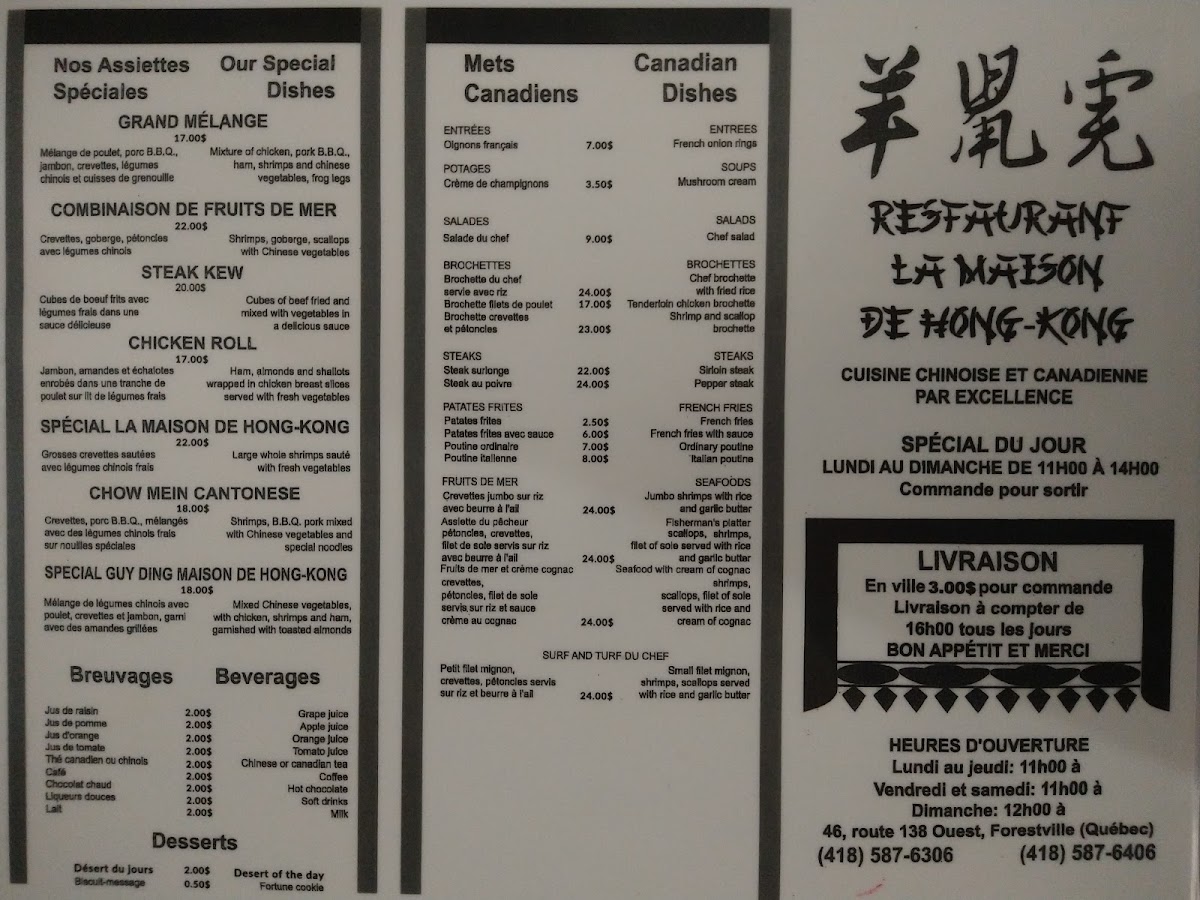 Nos Assiettes Our Special
Spéciales Dishes
GRAND MÉLANGE
17.00$
Mélange de poulet, porc B.B.Q., Mixture of chicken, pork B.B.Q.,
jambon, crevettes, légumes ham, shrimps and chinese
chinois et cuisses de grenouille vegetables, frog legs
COMBINAISON DE FRUITS DE MER
22.00$
Crevettes, goberge, pétoncles Shrimps, goberge, scallops
avec légumes chinois with Chinese vegetables
STEAK KEW
20.00$
Cubes de boeuf frits avec Cubes of beef fried and
légumes frais dans une mixed with vegetables in
sauce délicieuse a delicious sauce
CHICKEN ROLL
17.00$
Jambon, amandes et échalotes Ham, almonds and shallots
enrobés dans une tranche de wrapped in chicken breast slices
poulet sur lit de légumes frais served with fresh vegetables
SPÉCIAL LA MAISON DE HONG-KONG
22.00$
Grosses crevettes sautées Large whole shrimps sauté
avec légumes chinois frais with fresh vegetables
CHOW MEIN CANTONESE
18.00$
Crevettes, porc B.B.Q., mélangés Shrimps, B.B.Q. pork mixed
avec des légumes chinois frais with Chinese vegetables and
sur nouilles spéciales special noodles
SPECIAL GUY DING MAISON DE HONG-KONG
18.00$
Mélange de légumes chinois avec Mixed Chinese vegetables,
poulet, crevettes et jambon, garni with chicken, shrimps and ham,
avec des amandes grillées garnished with toasted almonds
Breuvages Beverages
Jus de raisin 2.00$ Grape juice
Jus de pomme 2.00$ Apple juice
Jus d'orange 2.00$ Orange juice
Jus de tomate 2.00$ Tomato juice
Thé canadien ou chinois 2.00$ Chinese or canadian tea
Café 2.00$ Coffee
Chocolat chaud 2.00$ Hot chocolate
Liqueurs douces 2.00$ Soft drinks
Lait 2.00$ Milk
Desserts
Désert du jours 2.00$ Desert of the day
Biscuit-message 0.50$ Fortune cookie
Mets Canadian
Canadiens Dishes
ENTRÉES ENTREES
Oignons français 7.00$ French onion rings
POTAGES SOUPS
Crème de champignons 3.50$ Mushroom cream
SALADES SALADS
Salade du chef 9.00$ Chef salad
BROCHETTES BROCHETTES
Brochette du chef Chef brochette
servie avec riz 24.00$ with fried rice
Brochette filets de poulet 17.00$ Tenderloin chicken brochette
Brochette crevettes Shrimp and scallop
et pétoncles 23.00$ brochette
STEAKS STEAKS
Steak surlonge 22.00$ Sirloin steak
Steak au poivre 24.00$ Pepper steak
PATATES FRITES FRENCH FRIES
Patates frites 2.50$ French fries
Patates frites avec sauce 6.00$ French fries with sauce
Poutine ordinaire 7.00$ Ordinary poutine
Poutine italienne 8.00$ Italian poutine
FRUITS DE MER SEAFOODS
Crevettes jumbo sur riz Jumbo shrimps with rice
avec beurre à l'ail 24.00$ and garlic butter
Assiette du pêcheur Fisherman's platter
pétoncles, crevettes, scallops, shrimps,
filet de sole servis sur riz filet of sole served with rice
avec beurre à l'ail 24.00$ and garlic butter
Fruits de mer et crème cognac Seafood with cream of cognac
crevettes, shrimps,
pétoncles, filet de sole scallops, filet of sole
servis sur riz et sauce served with rice and
crème au cognac 24.00$ cream of cognac
SURF AND TURF DU CHEF
Petit filet mignon, Small filet mignon,
crevettes, pétoncles servis shrimps, scallops served
sur riz et beurre à l'ail 24.00$ with rice and garlic butter
羊鼠虎
RESTAURANT
LA MAISON
DE HONG-KONG
CUISINE CHINOISE ET CANADIENNE
PAR EXCELLENCE
SPÉCIAL DU JOUR
LUNDI AU DIMANCHE DE 11H00 À 14H00
Commande pour sortir
LIVRAISON
En ville 3.00$ pour commande
Livraison à compter de
16h00 tous les jours
BON APPÉTIT ET MERCI
HEURES D'OUVERTURE
Lundi au jeudi: 11h00 à
Vendredi et samedi: 11h00 à
Dimanche: 12h00 à
46, route 138 Ouest, Forestville (Québec)
(418) 587-6306 (418) 587-6406